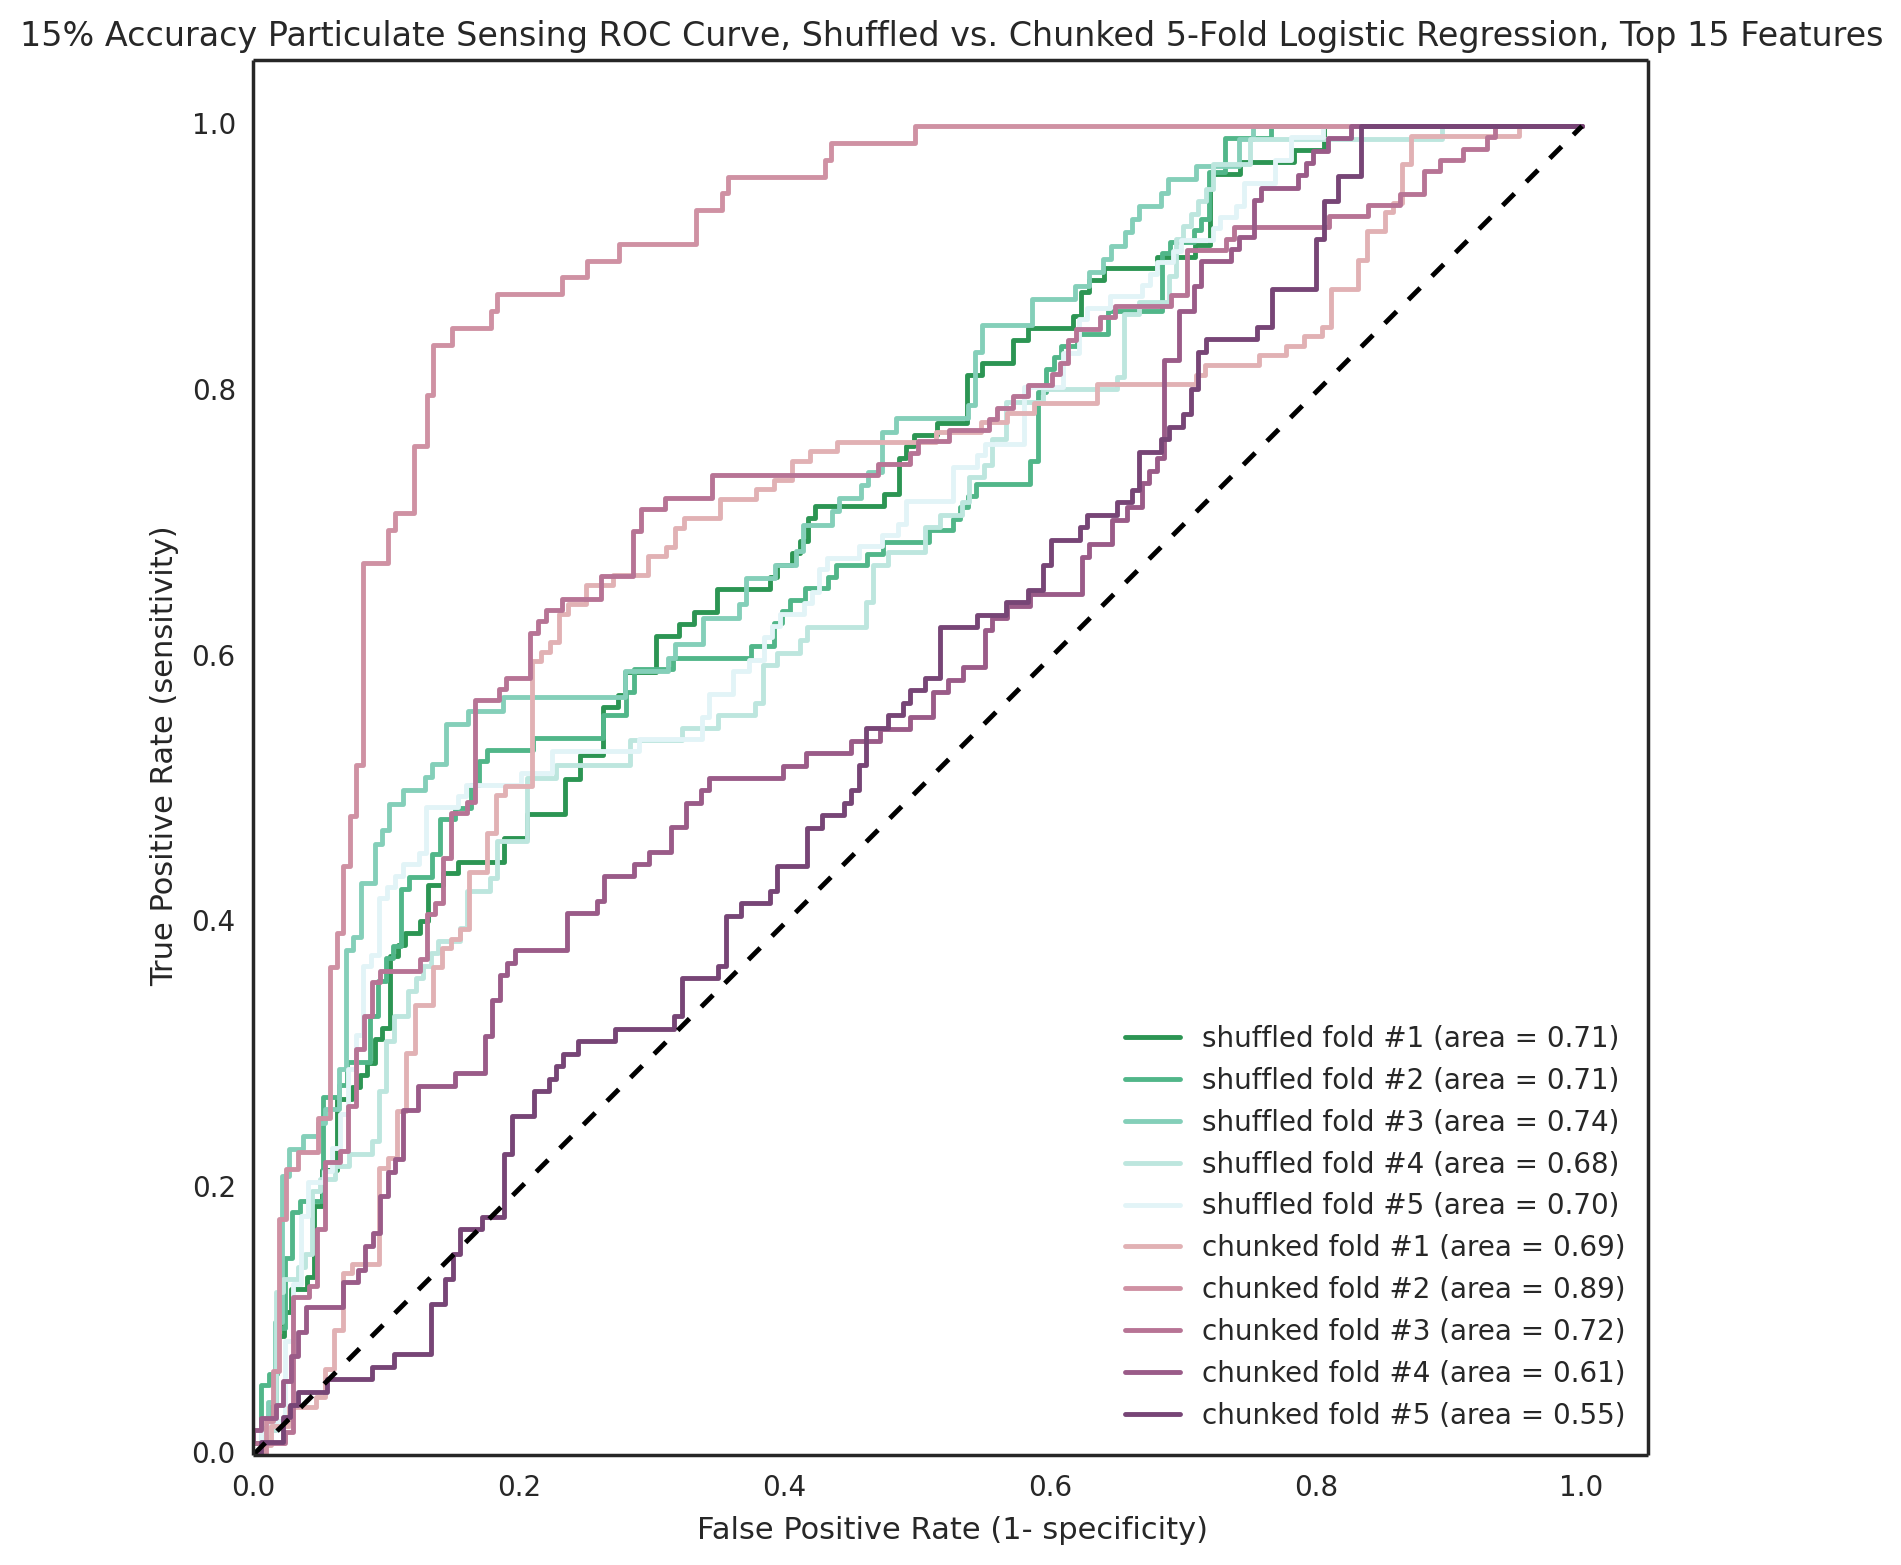 15% Accuracy Particulate Sensing ROC Curve, Shuffled vs. Chunked 5-Fold Logistic Regression, Top 15 Features
True Positive Rate (sensitivity)
1.0
0.8
0.6
0.4
0.2
0.0
shuffled fold #1 (area = 0.71)
shuffled fold #2 (area = 0.71)
shuffled fold #3 (area = 0.74)
shuffled fold #4 (area = 0.68)
shuffled fold #5 (area = 0.70)
chunked fold #1 (area = 0.69)
chunked fold #2 (area = 0.89)
chunked fold #3 (area = 0.72)
chunked fold #4 (area = 0.61)
chunked fold #5 (area = 0.55)
0.0 0.2 0.4 0.6 0.8 1.0
False Positive Rate (1- specificity)